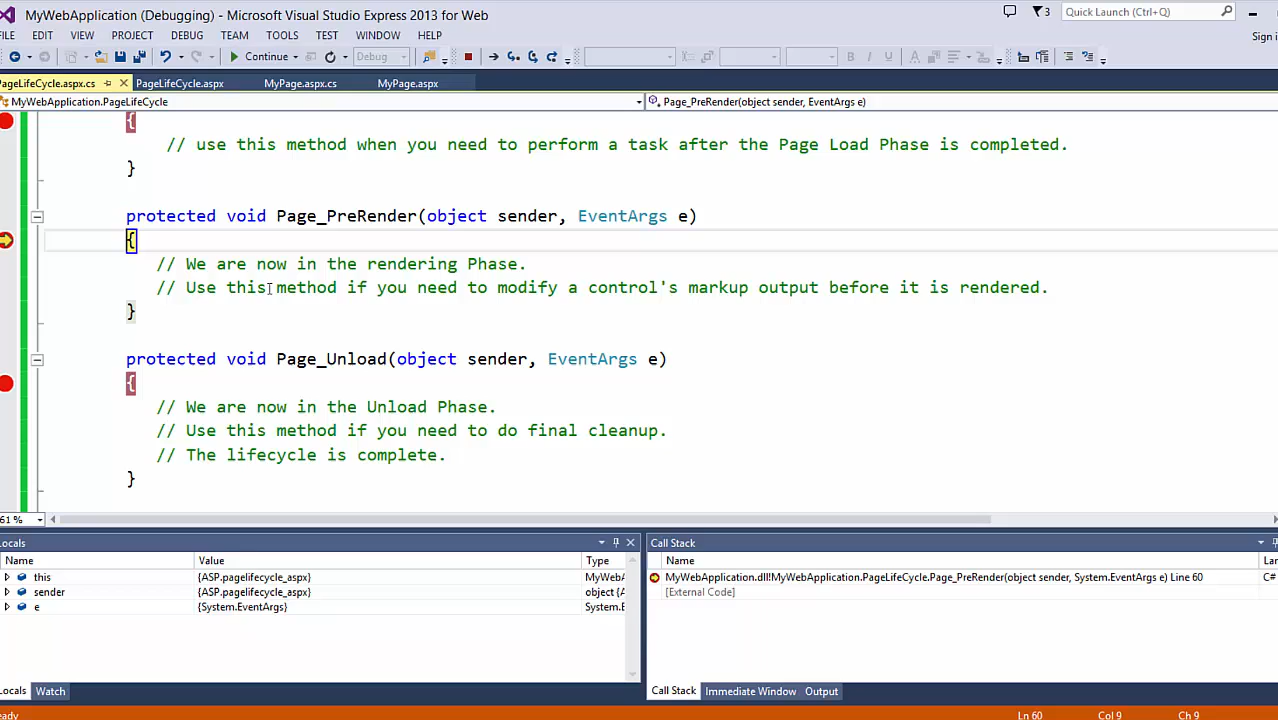 MyWebApplication (Debugging) - Microsoft Visual Studio Express 2013 for Web
3
Quick Launch (Ctrl+Q)
FILE EDIT VIEW PROJECT DEBUG TEAM TOOLS TEST WINDOW HELP
Sign i
Continue Debug B I U A
PageLifeCycle.aspx.cs PageLifeCycle.aspx MyPage.aspx.cs MyPage.aspx
MyWebApplication.PageLifeCycle Page_PreRender(object sender, EventArgs e)
{
// use this method when you need to perform a task after the Page Load Phase is completed.
}
protected void Page_PreRender(object sender, EventArgs e)
{
// We are now in the rendering Phase.
// Use this method if you need to modify a control's markup output before it is rendered.
}
protected void Page_Unload(object sender, EventArgs e)
{
// We are now in the Unload Phase.
// Use this method if you need to do final cleanup.
// The lifecycle is complete.
}
61 %
Locals
Name Value Type
this {ASP.pagelifecycle_aspx} MyWebA
sender {ASP.pagelifecycle_aspx} object {A
e {System.EventArgs} System.E
Locals Watch
Call Stack
Name Lan
MyWebApplication.dll!MyWebApplication.PageLifeCycle.Page_PreRender(object sender, System.EventArgs e) Line 60 C#
[External Code]
Call Stack Immediate Window Output
Ready Ln 60 Col 9 Ch 9